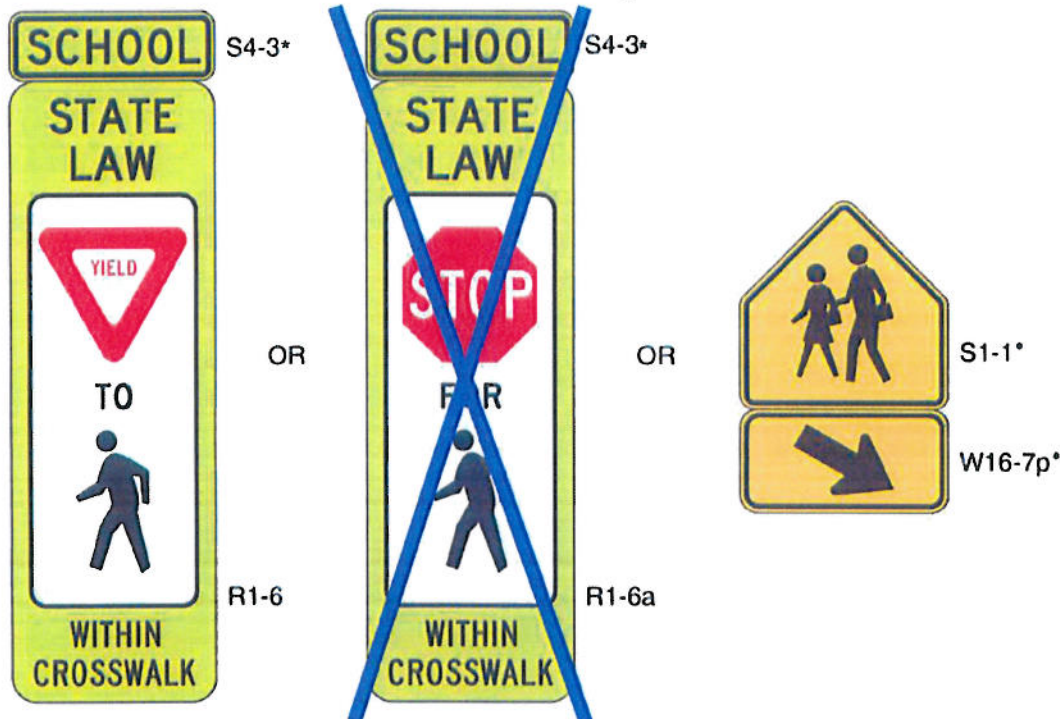 SCHOOL
S4-3*
STATE
LAW
YIELD
TO
R1-6
WITHIN
CROSSWALK
OR
SCHOOL
S4-3*
STATE
LAW
STOP
FOR
R1-6a
WITHIN
CROSSWALK
OR
S1-1*
W16-7p*